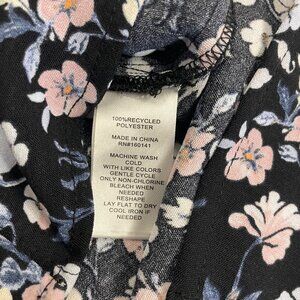 100%RECYCLED
POLYESTER
MADE IN CHINA
RN#160141
MACHINE WASH
COLD
WITH LIKE COLORS
GENTLE CYCLE
ONLY NON-CHLORINE
BLEACH WHEN
NEEDED
RESHAPE
LAY FLAT TO DRY
COOL IRON IF
NEEDED